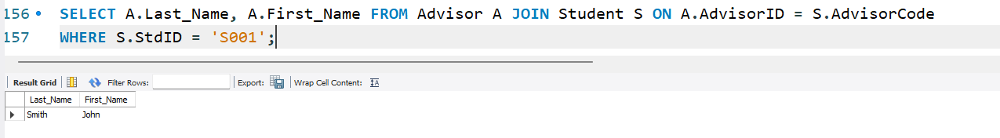 156 SELECT A.Last_Name, A.First_Name FROM Advisor A JOIN Student S ON A.AdvisorID = S.AdvisorCode
157 WHERE S.StdID = 'S001';
Result Grid Filter Rows: Export: Wrap Cell Content:
Last_Name First_Name
Smith John